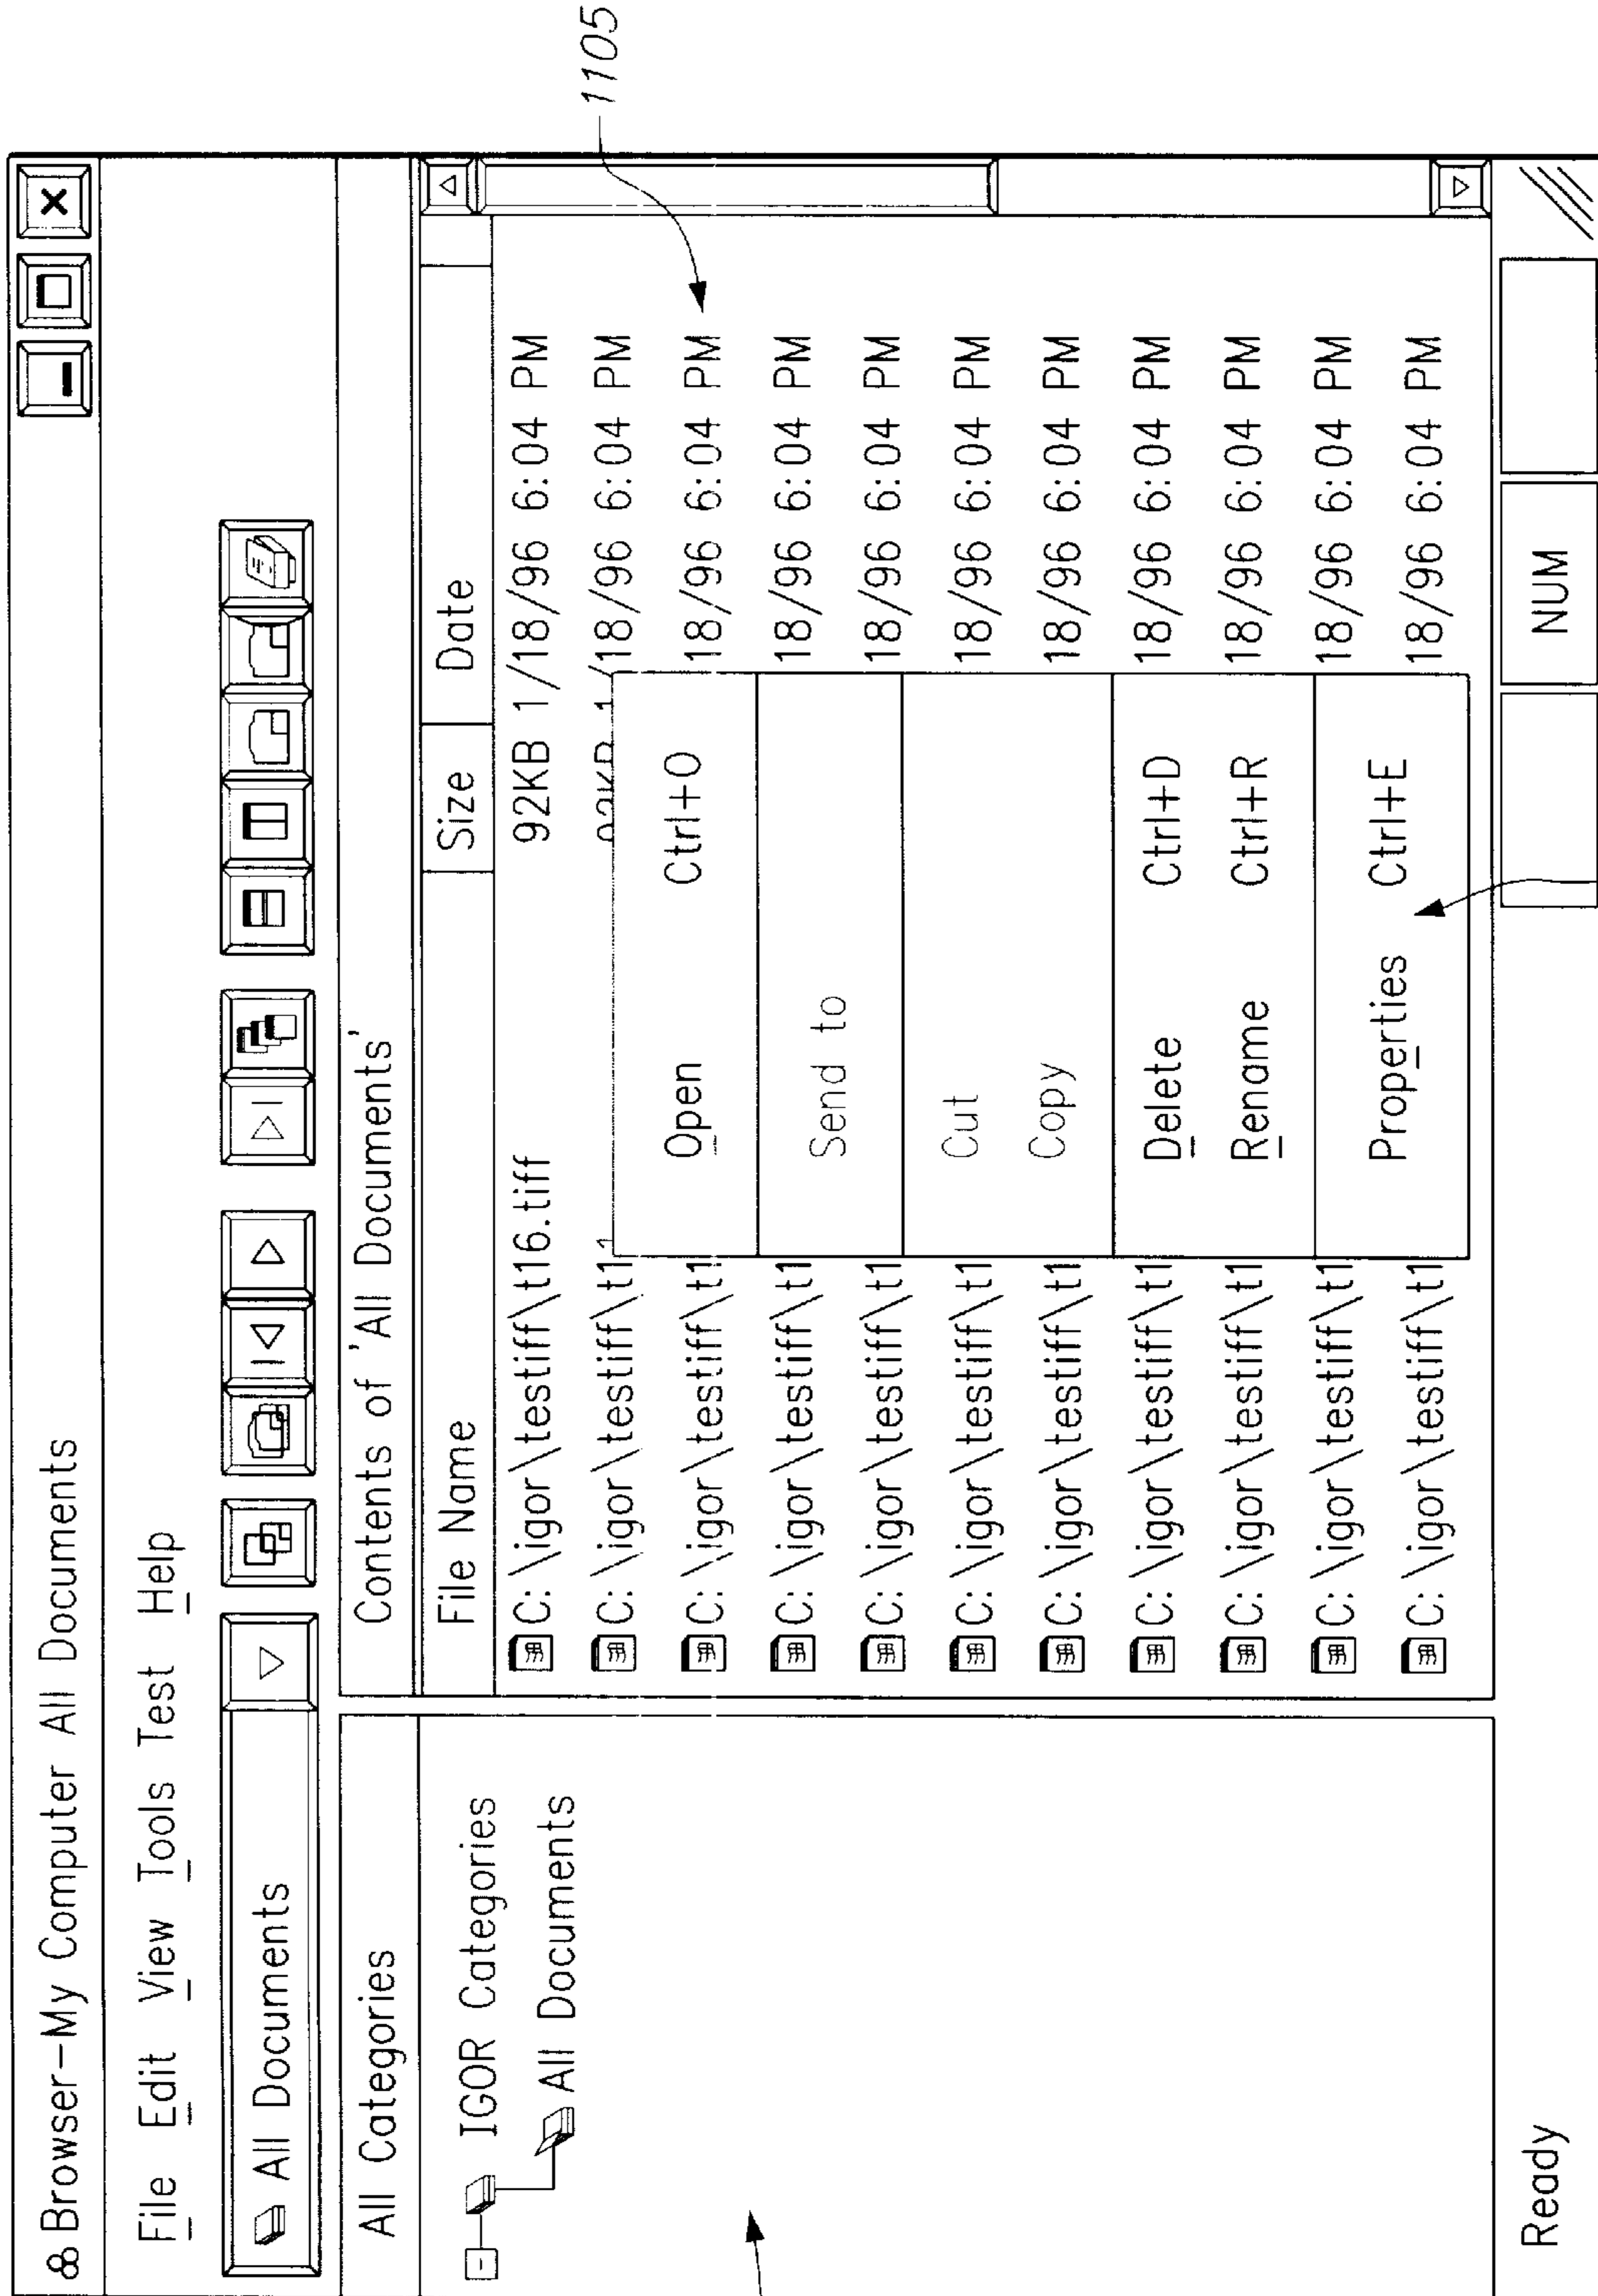 Browser-My Computer All Documents
File Edit View Tools Test Help
All Documents
All Categories
Contents of 'All Documents'
File Name Size Date
IGOR Categories
All Documents
C: \igor\testiff\t16.tiff 92KB 1/18/96 6:04 PM
C: \igor\testiff\t1 92KB 1/18/96 6:04 PM
C: \igor\testiff\t1 18/96 6:04 PM
C: \igor\testiff\t1 18/96 6:04 PM
C: \igor\testiff\t1 18/96 6:04 PM
C: \igor\testiff\t1 18/96 6:04 PM
C: \igor\testiff\t1 18/96 6:04 PM
C: \igor\testiff\t1 18/96 6:04 PM
C: \igor\testiff\t1 18/96 6:04 PM
C: \igor\testiff\t1 18/96 6:04 PM
C: \igor\testiff\t1 18/96 6:04 PM
Open Ctrl+O
Send to
Cut
Copy
Delete Ctrl+D
Rename Ctrl+R
Properties Ctrl+E
Ready
NUM
1105